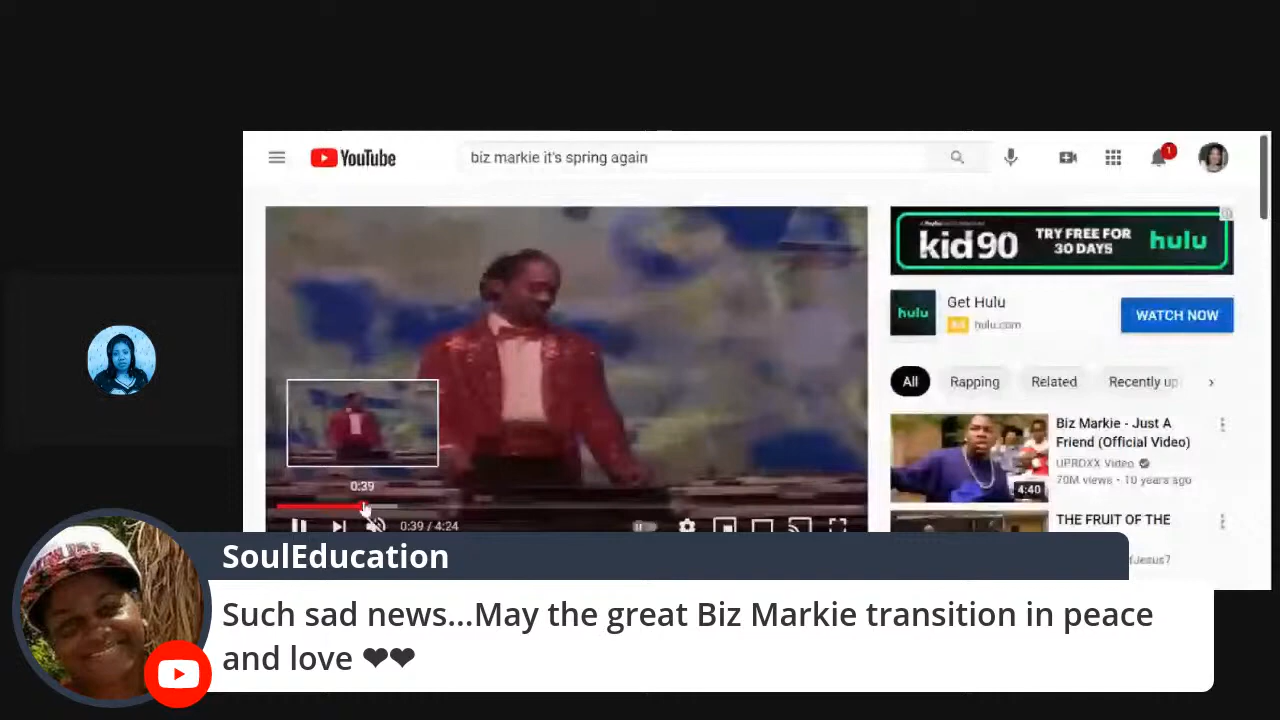 YouTube
biz markie it's spring again
1
kid90
TRY FREE FOR
30 DAYS
hulu
hulu
Get Hulu
Ad hulu.com
WATCH NOW
All
Rapping
Related
Recently up
Biz Markie - Just A
Friend (Official Video)
UPROXX Video
70M views • 10 years ago
4:40
THE FRUIT OF THE
0:39
0:39 / 4:24
SoulEducation
Such sad news...May the great Biz Markie transition in peace
and love ❤❤